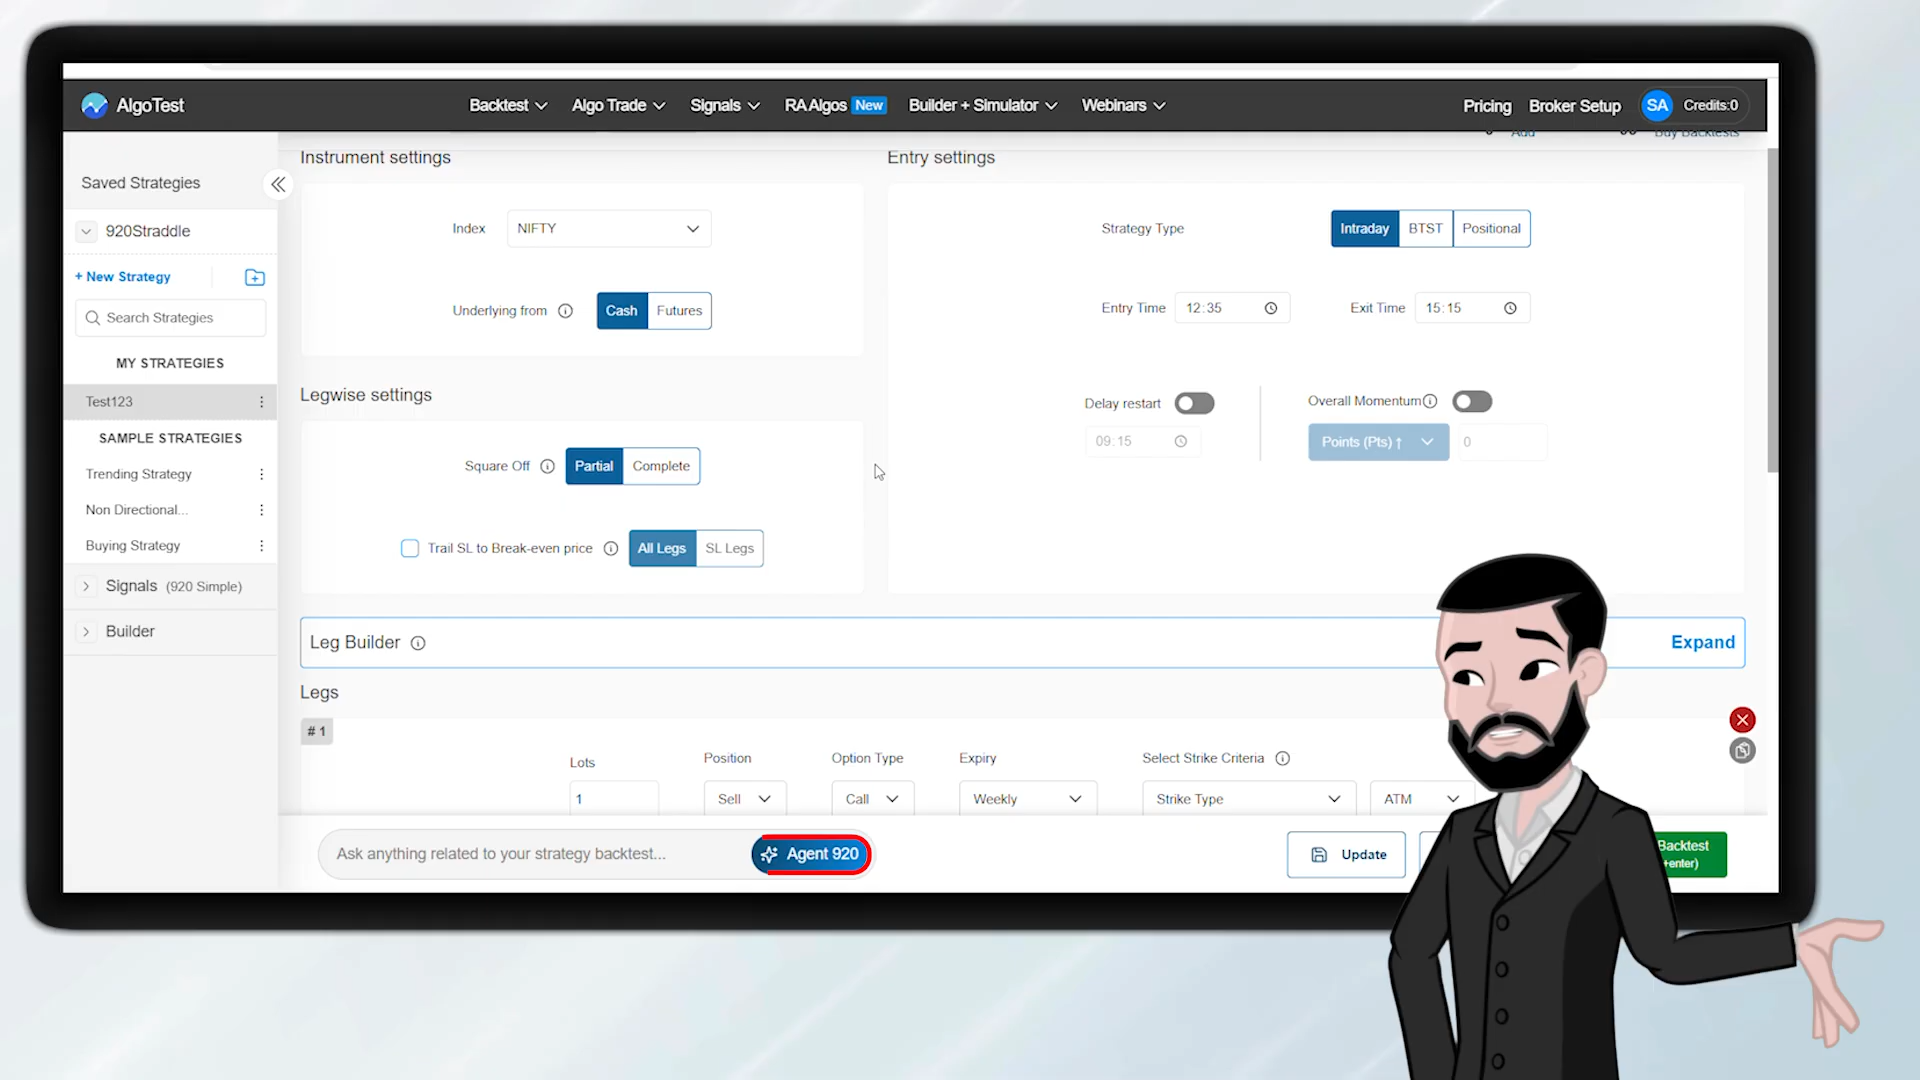 AlgoTest
Backtest
Algo Trade
Signals
RA Algos New
Builder + Simulator
Webinars
Pricing
Broker Setup
SA
Credits:0
Add
Buy Backtests
Saved Strategies
920Straddle
+ New Strategy
Search Strategies
MY STRATEGIES
Test123
SAMPLE STRATEGIES
Trending Strategy
Non Directional...
Buying Strategy
Signals (920 Simple)
Builder
Instrument settings
Index NIFTY
Underlying from Cash Futures
Legwise settings
Square Off Partial Complete
Trail SL to Break-even price All Legs SL Legs
Entry settings
Strategy Type Intraday BTST Positional
Entry Time 12:35 Exit Time 15:15
Delay restart
09:15
Overall Momentum
Points (Pts) ↑ 0
Leg Builder Expand
Legs
# 1
Lots Position Option Type Expiry Select Strike Criteria
1 Sell Call Weekly Strike Type ATM
Ask anything related to your strategy backtest... Agent 920
Update
Backtest
+enter)